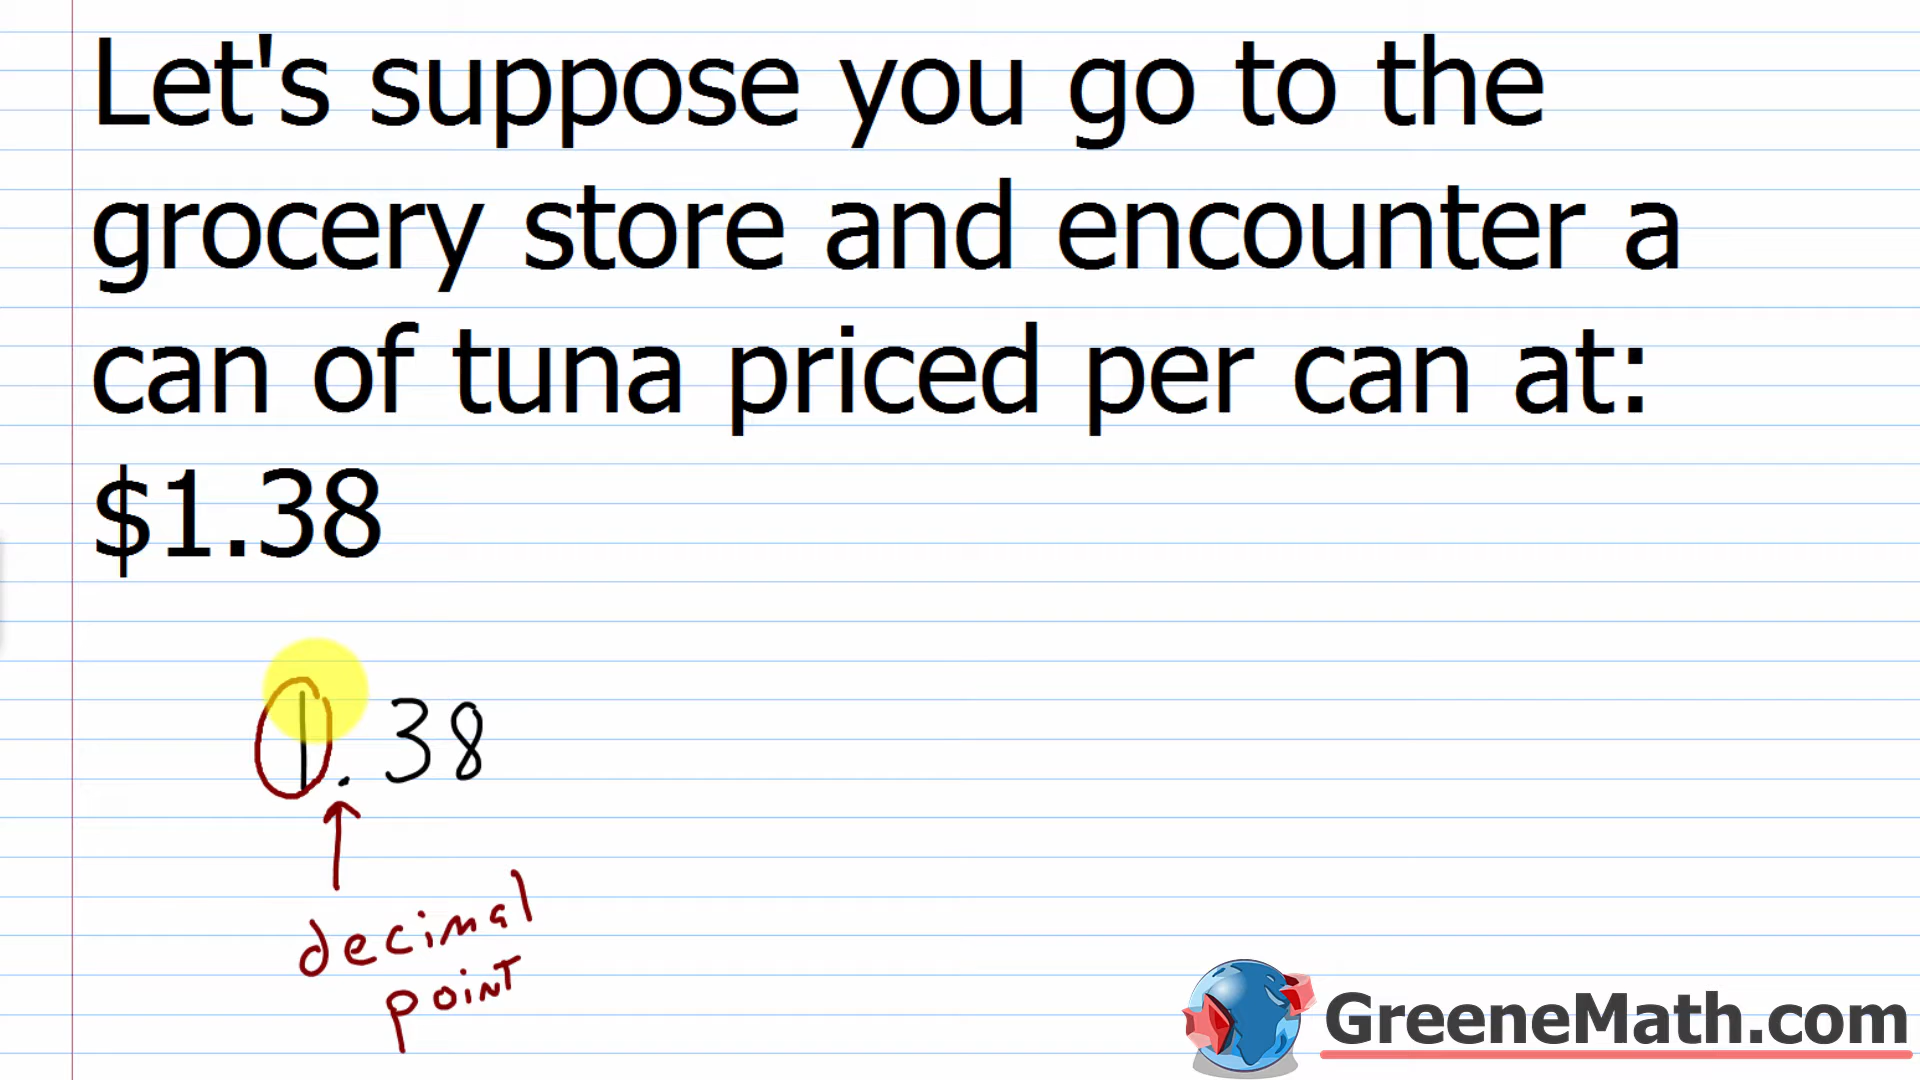 Let's suppose you go to the
grocery store and encounter a
can of tuna priced per can at:
$1.38
1.38
decimal
point
GreeneMath.com